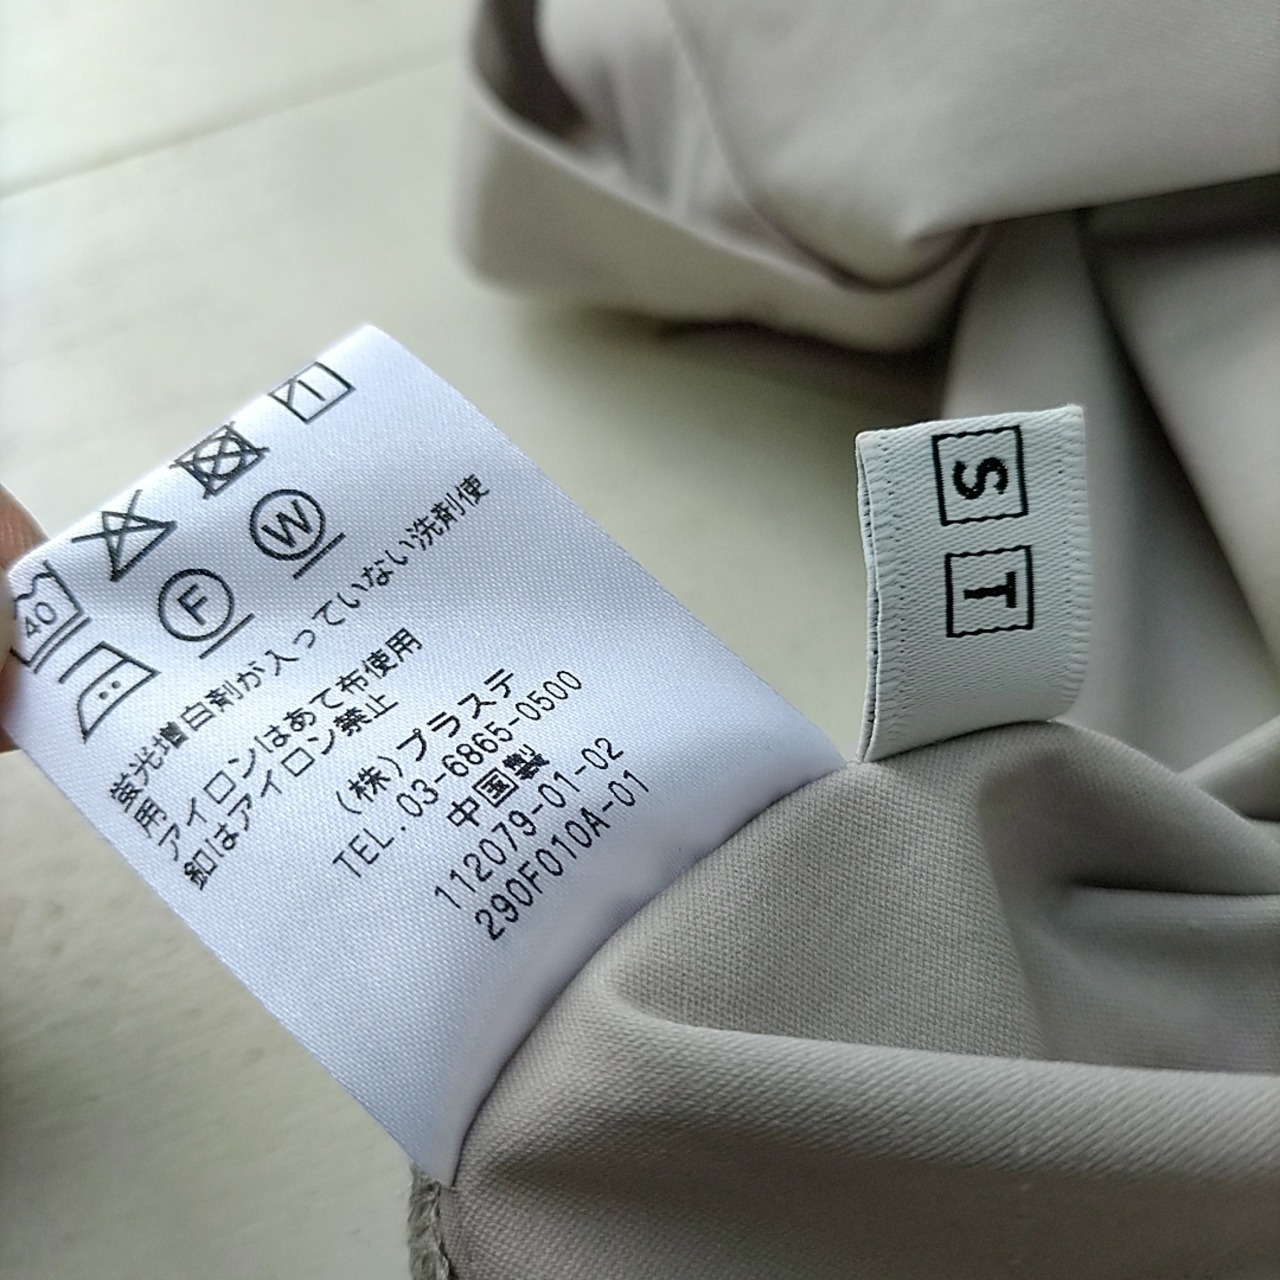 40
F
W
蛍光増白剤が入っていない洗剤使
用
アイロンはあて布使用
釦はアイロン禁止
(株)プラステ
TEL.03-6865-0500
中国製
112079-01-02
290F010A-01
S
T